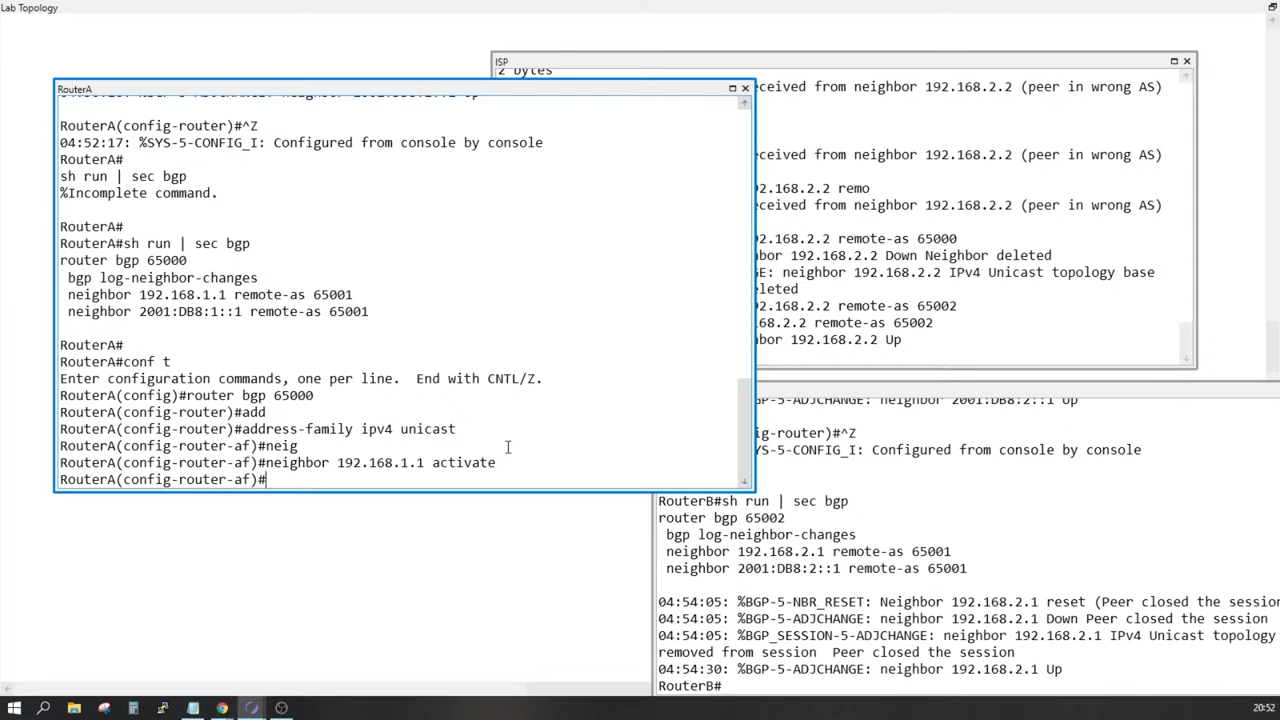 Lab Topology
ISP
2 bytes
eceived from neighbor 192.168.2.2 (peer in wrong AS)
eceived from neighbor 192.168.2.2 (peer in wrong AS)
92.168.2.2 remo
eceived from neighbor 192.168.2.2 (peer in wrong AS)
92.168.2.2 remote-as 65000
hbor 192.168.2.2 Down Neighbor deleted
GE: neighbor 192.168.2.2 IPv4 Unicast topology base
eleted
92.168.2.2 remote-as 65002
.168.2.2 remote-as 65002
hbor 192.168.2.2 Up
RouterA
RouterA(config-router)#^Z
04:52:17: %SYS-5-CONFIG_I: Configured from console by console
RouterA#
sh run | sec bgp
%Incomplete command.
RouterA#
RouterA#sh run | sec bgp
router bgp 65000
bgp log-neighbor-changes
neighbor 192.168.1.1 remote-as 65001
neighbor 2001:DB8:1::1 remote-as 65001
RouterA#
RouterA#conf t
Enter configuration commands, one per line.  End with CNTL/Z.
RouterA(config)#router bgp 65000
RouterA(config-router)#add
RouterA(config-router)#address-family ipv4 unicast
RouterA(config-router-af)#neig
RouterA(config-router-af)#neighbor 192.168.1.1 activate
RouterA(config-router-af)#
GP-5-ADJCHANGE: neighbor 2001:DB8:2::1 Up
ig-router)#^Z
YS-5-CONFIG_I: Configured from console by console
RouterB#sh run | sec bgp
router bgp 65002
bgp log-neighbor-changes
neighbor 192.168.2.1 remote-as 65001
neighbor 2001:DB8:2::1 remote-as 65001
04:54:05: %BGP-5-NBR_RESET: Neighbor 192.168.2.1 reset (Peer closed the session
04:54:05: %BGP-5-ADJCHANGE: neighbor 192.168.2.1 Down Peer closed the session
04:54:05: %BGP_SESSION-5-ADJCHANGE: neighbor 192.168.2.1 IPv4 Unicast topology
removed from session  Peer closed the session
04:54:30: %BGP-5-ADJCHANGE: neighbor 192.168.2.1 Up
RouterB#
20:52